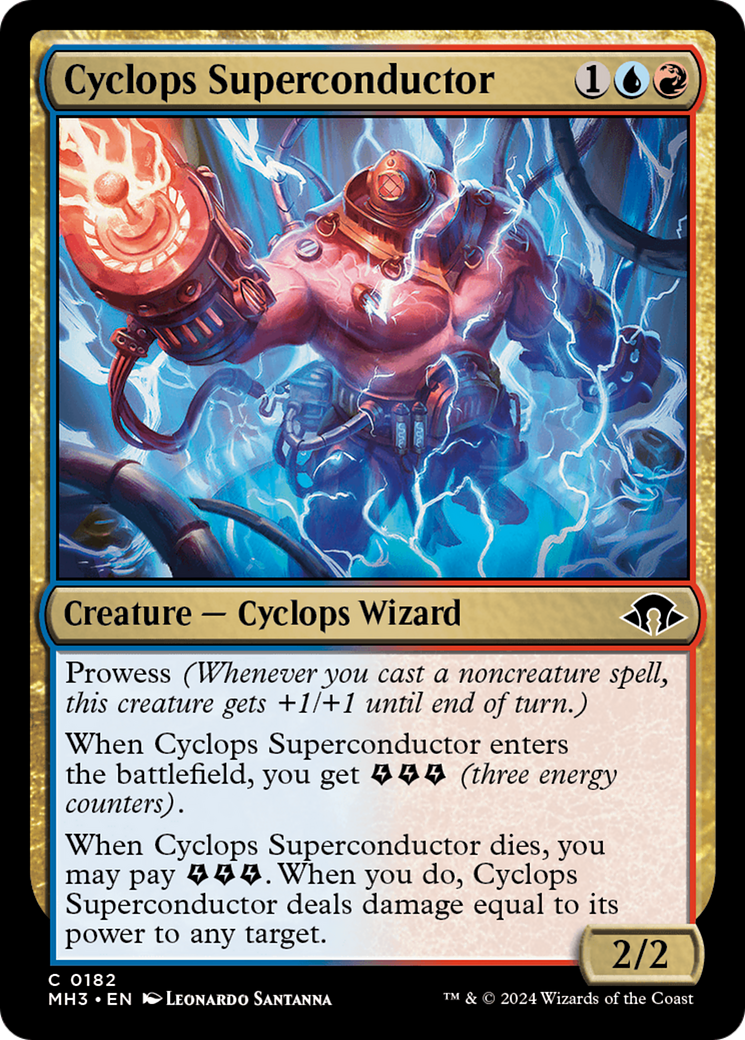 Cyclops Superconductor 1
Creature — Cyclops Wizard
Prowess (Whenever you cast a noncreature spell,
this creature gets +1/+1 until end of turn.)
When Cyclops Superconductor enters
the battlefield, you get (three energy
counters).
When Cyclops Superconductor dies, you
may pay . When you do, Cyclops
Superconductor deals damage equal to its
power to any target.
2/2
C 0182
MH3 • EN Leonardo Santanna
™ & © 2024 Wizards of the Coast